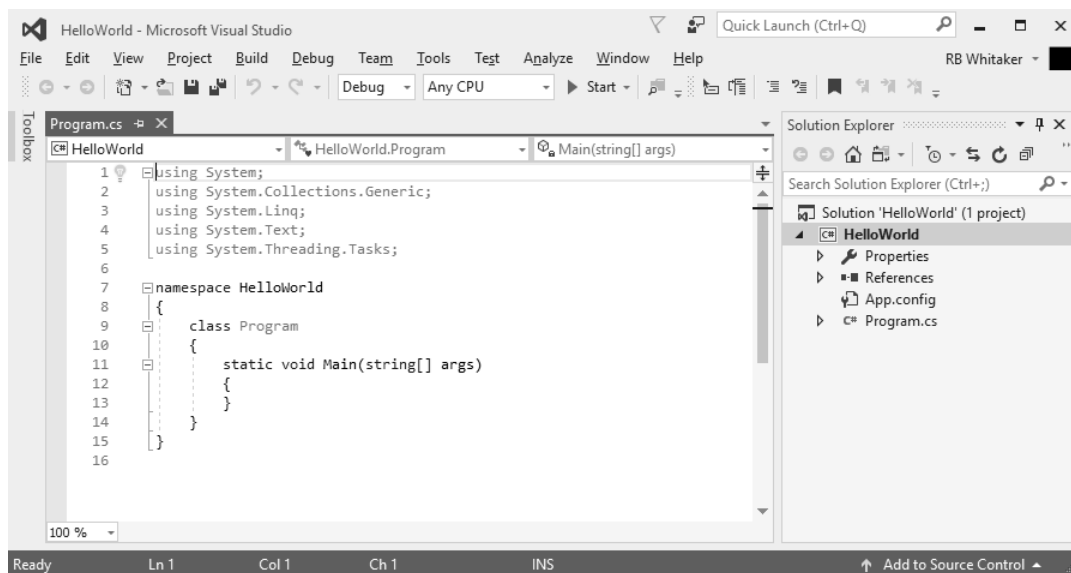 HelloWorld - Microsoft Visual Studio
Quick Launch (Ctrl+Q)
File Edit View Project Build Debug Team Tools Test Analyze Window Help
RB Whitaker
Debug Any CPU Start
Toolbox
Program.cs
C# HelloWorld HelloWorld.Program Main(string[] args)
1 using System;
2 using System.Collections.Generic;
3 using System.Linq;
4 using System.Text;
5 using System.Threading.Tasks;
6
7 namespace HelloWorld
8 {
9 class Program
10 {
11 static void Main(string[] args)
12 {
13 }
14 }
15 }
16
100 %
Solution Explorer
Search Solution Explorer (Ctrl+;)
Solution 'HelloWorld' (1 project)
C# HelloWorld
Properties
References
App.config
C# Program.cs
Ready Ln 1 Col 1 Ch 1 INS Add to Source Control